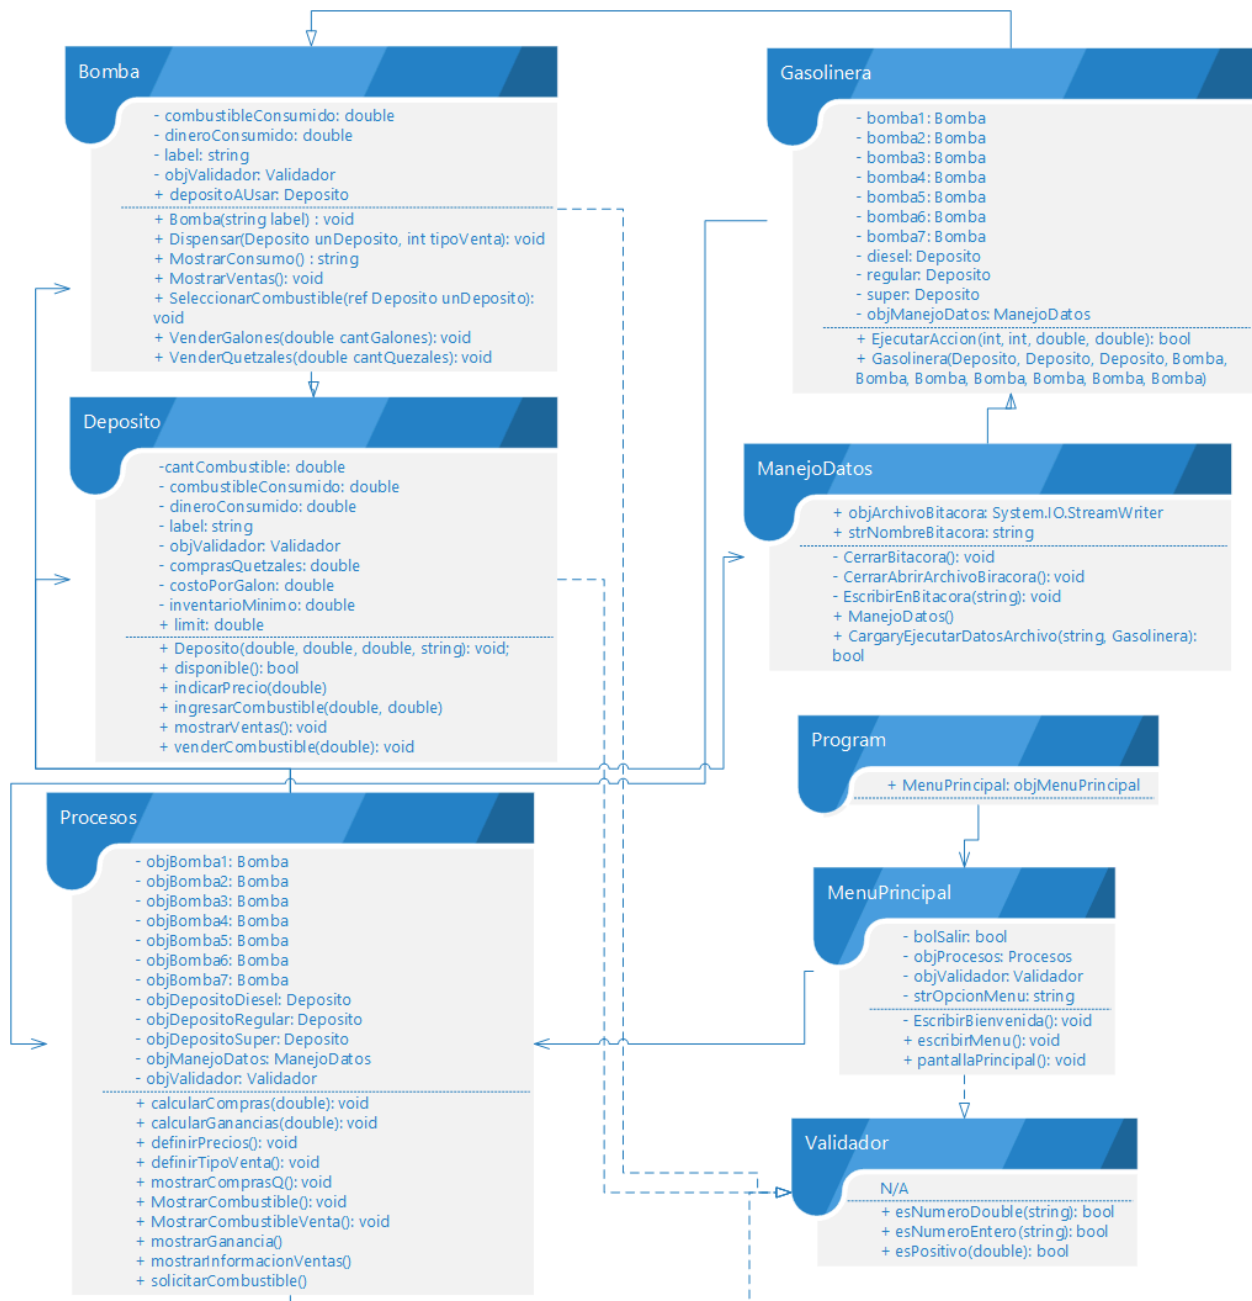 Bomba
- combustibleConsumido: double
- dineroConsumido: double
- label: string
- objValidador: Validador
+ depositoAUsar: Deposito
+ Bomba(string label) : void
+ Dispensar(Deposito unDeposito, int tipoVenta): void
+ MostrarConsumo() : string
+ MostrarVentas(): void
+ SeleccionarCombustible(ref Deposito unDeposito):
void
+ VenderGalones(double cantGalones): void
+ VenderQuetzales(double cantQuezales): void
Gasolinera
- bomba1: Bomba
- bomba2: Bomba
- bomba3: Bomba
- bomba4: Bomba
- bomba5: Bomba
- bomba6: Bomba
- bomba7: Bomba
- diesel: Deposito
- regular: Deposito
- super: Deposito
- objManejoDatos: ManejoDatos
+ EjecutarAccion(int, int, double, double): bool
+ Gasolinera(Deposito, Deposito, Deposito, Bomba,
Bomba, Bomba, Bomba, Bomba, Bomba, Bomba)
Deposito
-cantCombustible: double
- combustibleConsumido: double
- dineroConsumido: double
- label: string
- objValidador: Validador
- comprasQuetzales: double
- costoPorGalon: double
- inventarioMinimo: double
+ limit: double
+ Deposito(double, double, double, string): void;
+ disponible(): bool
+ indicarPrecio(double)
+ ingresarCombustible(double, double)
+ mostrarVentas(): void
+ venderCombustible(double): void
ManejoDatos
+ objArchivoBitacora: System.IO.StreamWriter
+ strNombreBitacora: string
- CerrarBitacora(): void
- CerrarAbrirArchivoBiracora(): void
- EscribirEnBitacora(string): void
+ ManejoDatos()
+ CargaryEjecutarDatosArchivo(string, Gasolinera):
bool
Program
+ MenuPrincipal: objMenuPrincipal
Procesos
- objBomba1: Bomba
- objBomba2: Bomba
- objBomba3: Bomba
- objBomba4: Bomba
- objBomba5: Bomba
- objBomba6: Bomba
- objBomba7: Bomba
- objDepositoDiesel: Deposito
- objDepositoRegular: Deposito
- objDepositoSuper: Deposito
- objManejoDatos: ManejoDatos
- objValidador: Validador
+ calcularCompras(double): void
+ calcularGanancias(double): void
+ definirPrecios(): void
+ definirTipoVenta(): void
+ mostrarComprasQ(): void
+ MostrarCombustible(): void
+ MostrarCombustibleVenta(): void
+ mostrarGanancia()
+ mostrarInformacionVentas()
+ solicitarCombustible()
MenuPrincipal
- bolSalir: bool
- objProcesos: Procesos
- objValidador: Validador
- strOpcionMenu: string
- EscribirBienvenida(): void
+ escribirMenu(): void
+ pantallaPrincipal(): void
Validador
N/A
+ esNumeroDouble(string): bool
+ esNumeroEntero(string): bool
+ esPositivo(double): bool